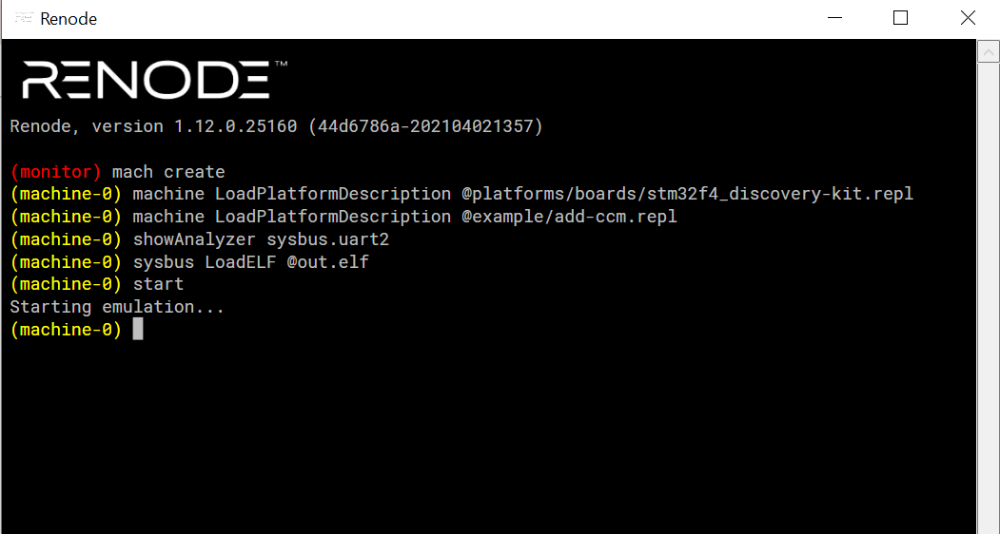 Renode
RENODE™
Renode, version 1.12.0.25160 (44d6786a-202104021357)
(monitor) mach create
(machine-0) machine LoadPlatformDescription @platforms/boards/stm32f4_discovery-kit.repl
(machine-0) machine LoadPlatformDescription @example/add-ccm.repl
(machine-0) showAnalyzer sysbus.uart2
(machine-0) sysbus LoadELF @out.elf
(machine-0) start
Starting emulation...
(machine-0)